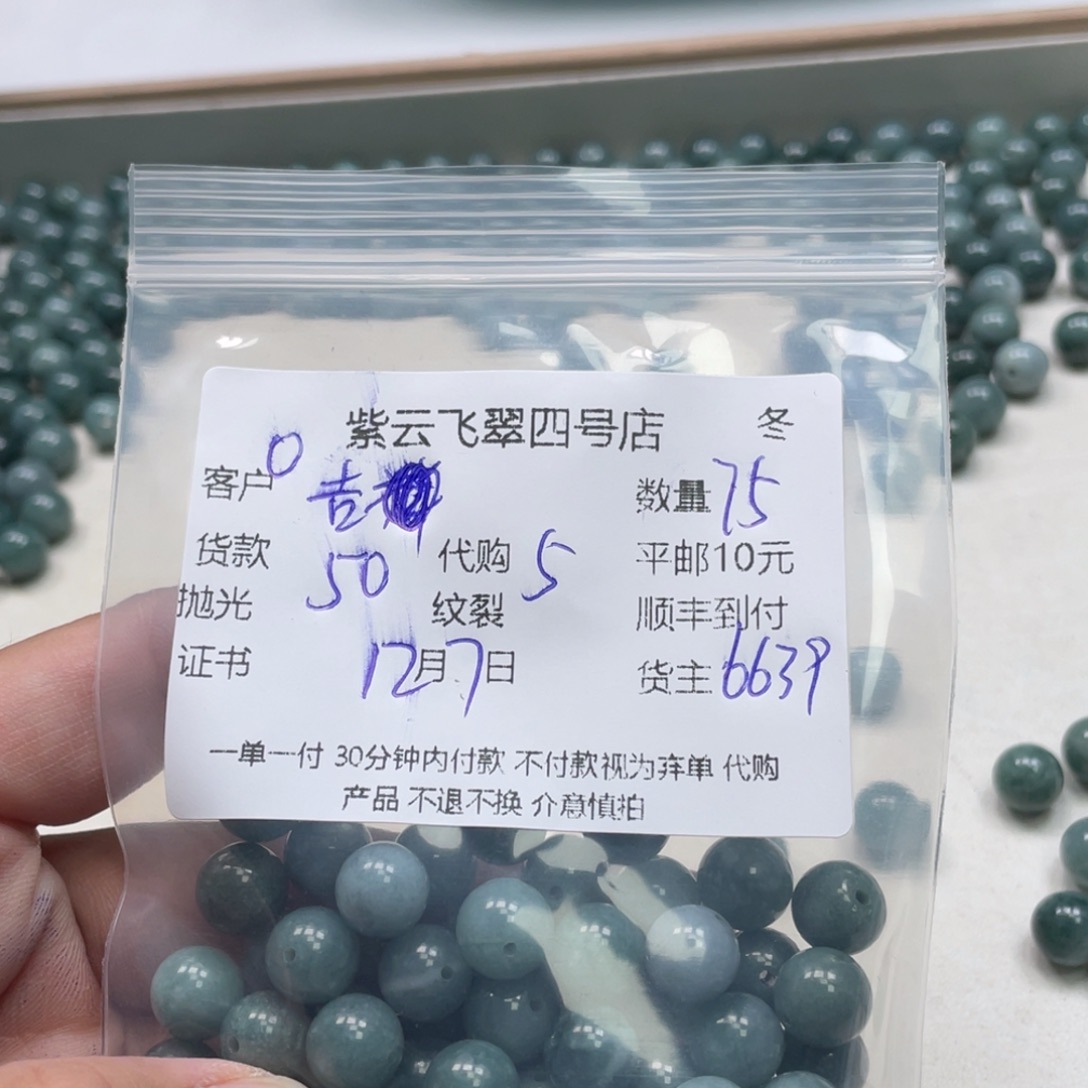 紫云飞翠四号店 冬
客户 0 吉 数量 75
货款 50 代购 5 平邮10元
抛光 纹裂 顺丰到付
证书 12月7日 货主 6639
一单一付 30分钟内付款 不付款视为弃单 代购
产品 不退不换 介意慎拍